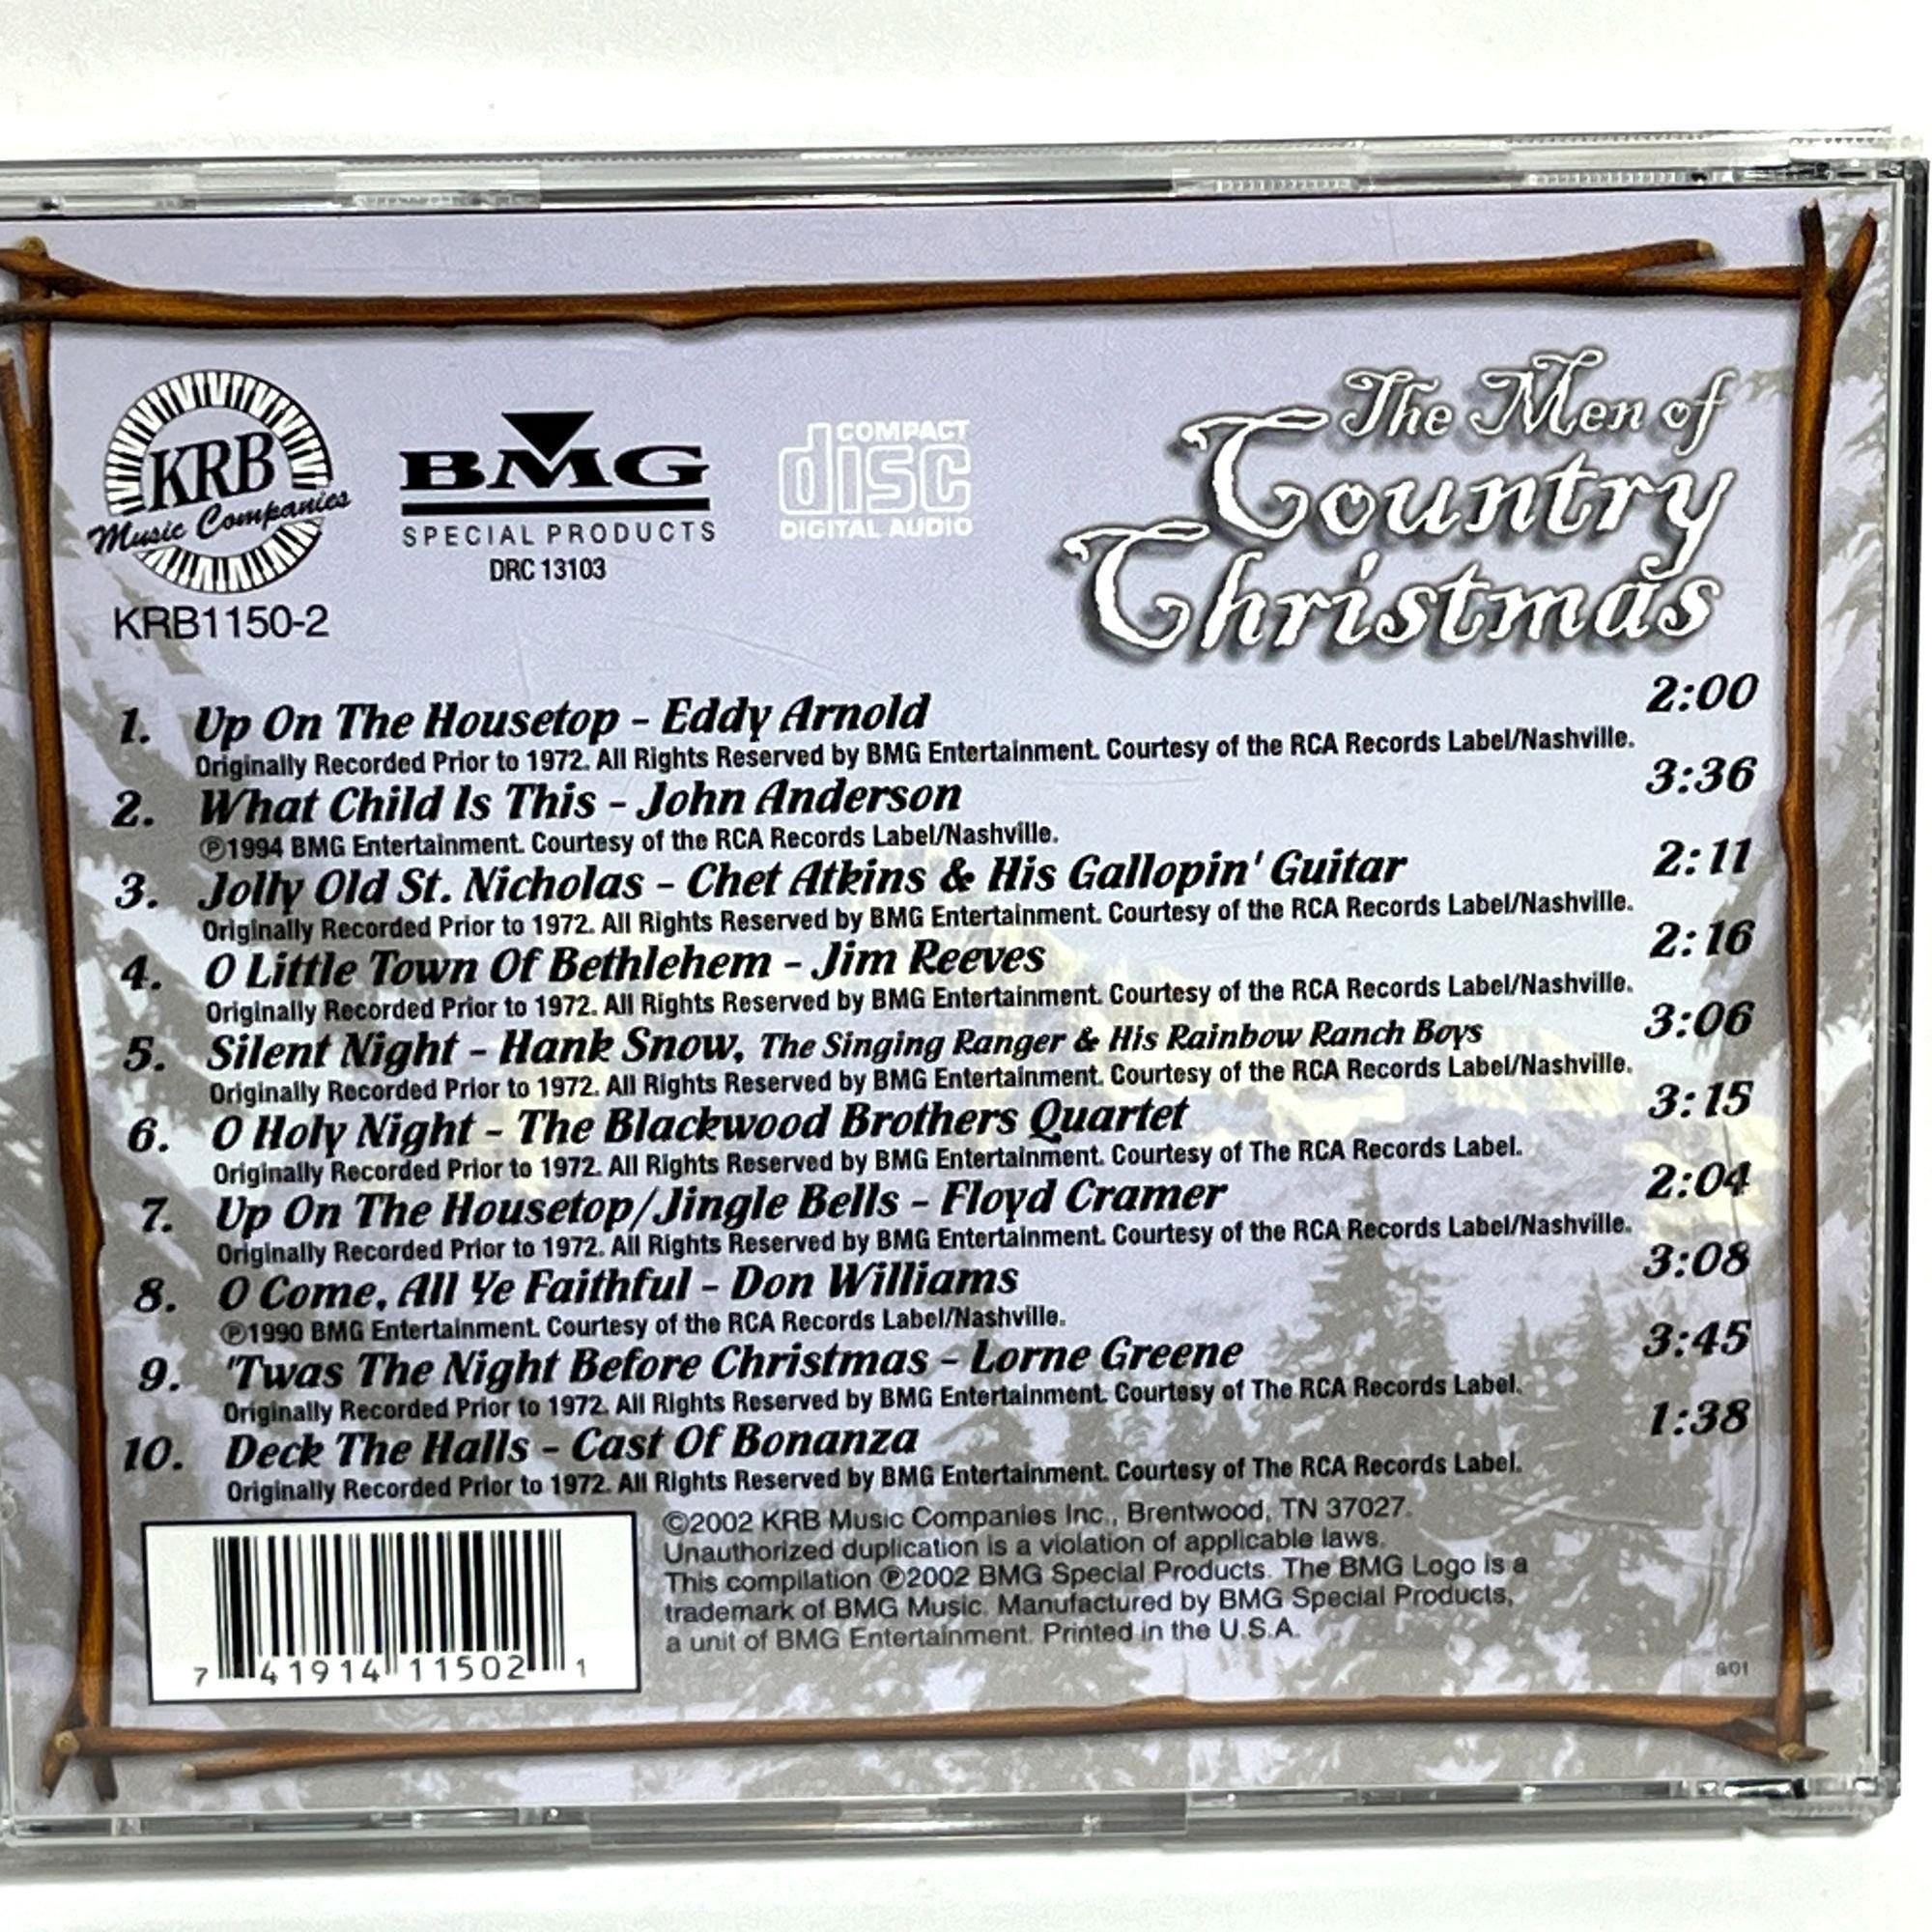 KRB
Music Companies
KRB1150-2
BMG
SPECIAL PRODUCTS
DRC 13103
COMPACT
disc
DIGITAL AUDIO
The Men of
Country
Christmas
1. Up On The Housetop - Eddy Arnold 2:00
Originally Recorded Prior to 1972. All Rights Reserved by BMG Entertainment. Courtesy of the RCA Records Label/Nashville.
2. What Child Is This - John Anderson 3:36
℗1994 BMG Entertainment. Courtesy of the RCA Records Label/Nashville.
3. Jolly Old St. Nicholas - Chet Atkins & His Gallopin' Guitar 2:11
Originally Recorded Prior to 1972. All Rights Reserved by BMG Entertainment. Courtesy of the RCA Records Label/Nashville.
4. O Little Town Of Bethlehem - Jim Reeves 2:16
Originally Recorded Prior to 1972. All Rights Reserved by BMG Entertainment. Courtesy of the RCA Records Label/Nashville.
5. Silent Night - Hank Snow, The Singing Ranger & His Rainbow Ranch Boys 3:06
Originally Recorded Prior to 1972. All Rights Reserved by BMG Entertainment. Courtesy of the RCA Records Label/Nashville.
6. O Holy Night - The Blackwood Brothers Quartet 3:15
Originally Recorded Prior to 1972. All Rights Reserved by BMG Entertainment. Courtesy of The RCA Records Label.
7. Up On The Housetop/Jingle Bells - Floyd Cramer 2:04
Originally Recorded Prior to 1972. All Rights Reserved by BMG Entertainment. Courtesy of the RCA Records Label/Nashville.
8. O Come, All Ye Faithful - Don Williams 3:08
℗1990 BMG Entertainment. Courtesy of the RCA Records Label/Nashville.
9. 'Twas The Night Before Christmas - Lorne Greene 3:45
Originally Recorded Prior to 1972. All Rights Reserved by BMG Entertainment. Courtesy of The RCA Records Label.
10. Deck The Halls - Cast Of Bonanza 1:38
Originally Recorded Prior to 1972. All Rights Reserved by BMG Entertainment. Courtesy of The RCA Records Label.
7 41914 11502 1
©2002 KRB Music Companies Inc., Brentwood, TN 37027.
Unauthorized duplication is a violation of applicable laws.
This compilation ℗2002 BMG Special Products. The BMG Logo is a
trademark of BMG Music. Manufactured by BMG Special Products,
a unit of BMG Entertainment. Printed in the U.S.A.